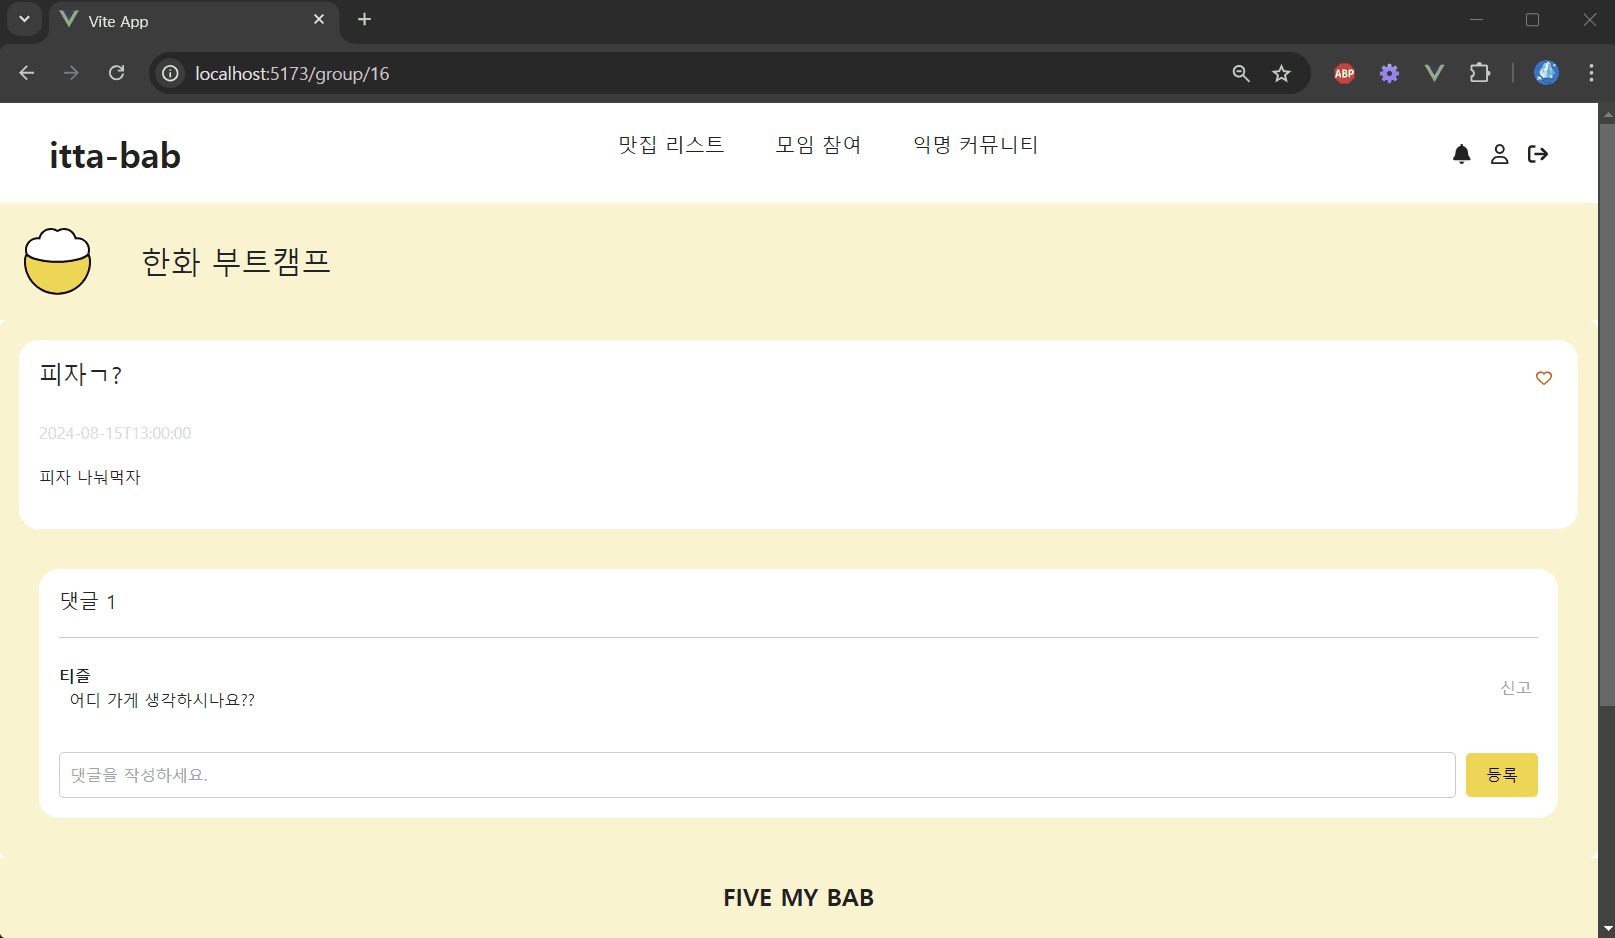 Vite App
localhost:5173/group/16
ABP
itta-bab
맛집 리스트 모임 참여 익명 커뮤니티
한화 부트캠프
피자ㄱ?
2024-08-15T13:00:00
피자 나눠먹자
댓글 1
티즐
어디 가게 생각하시나요??
신고
댓글을 작성하세요.
등록
FIVE MY BAB